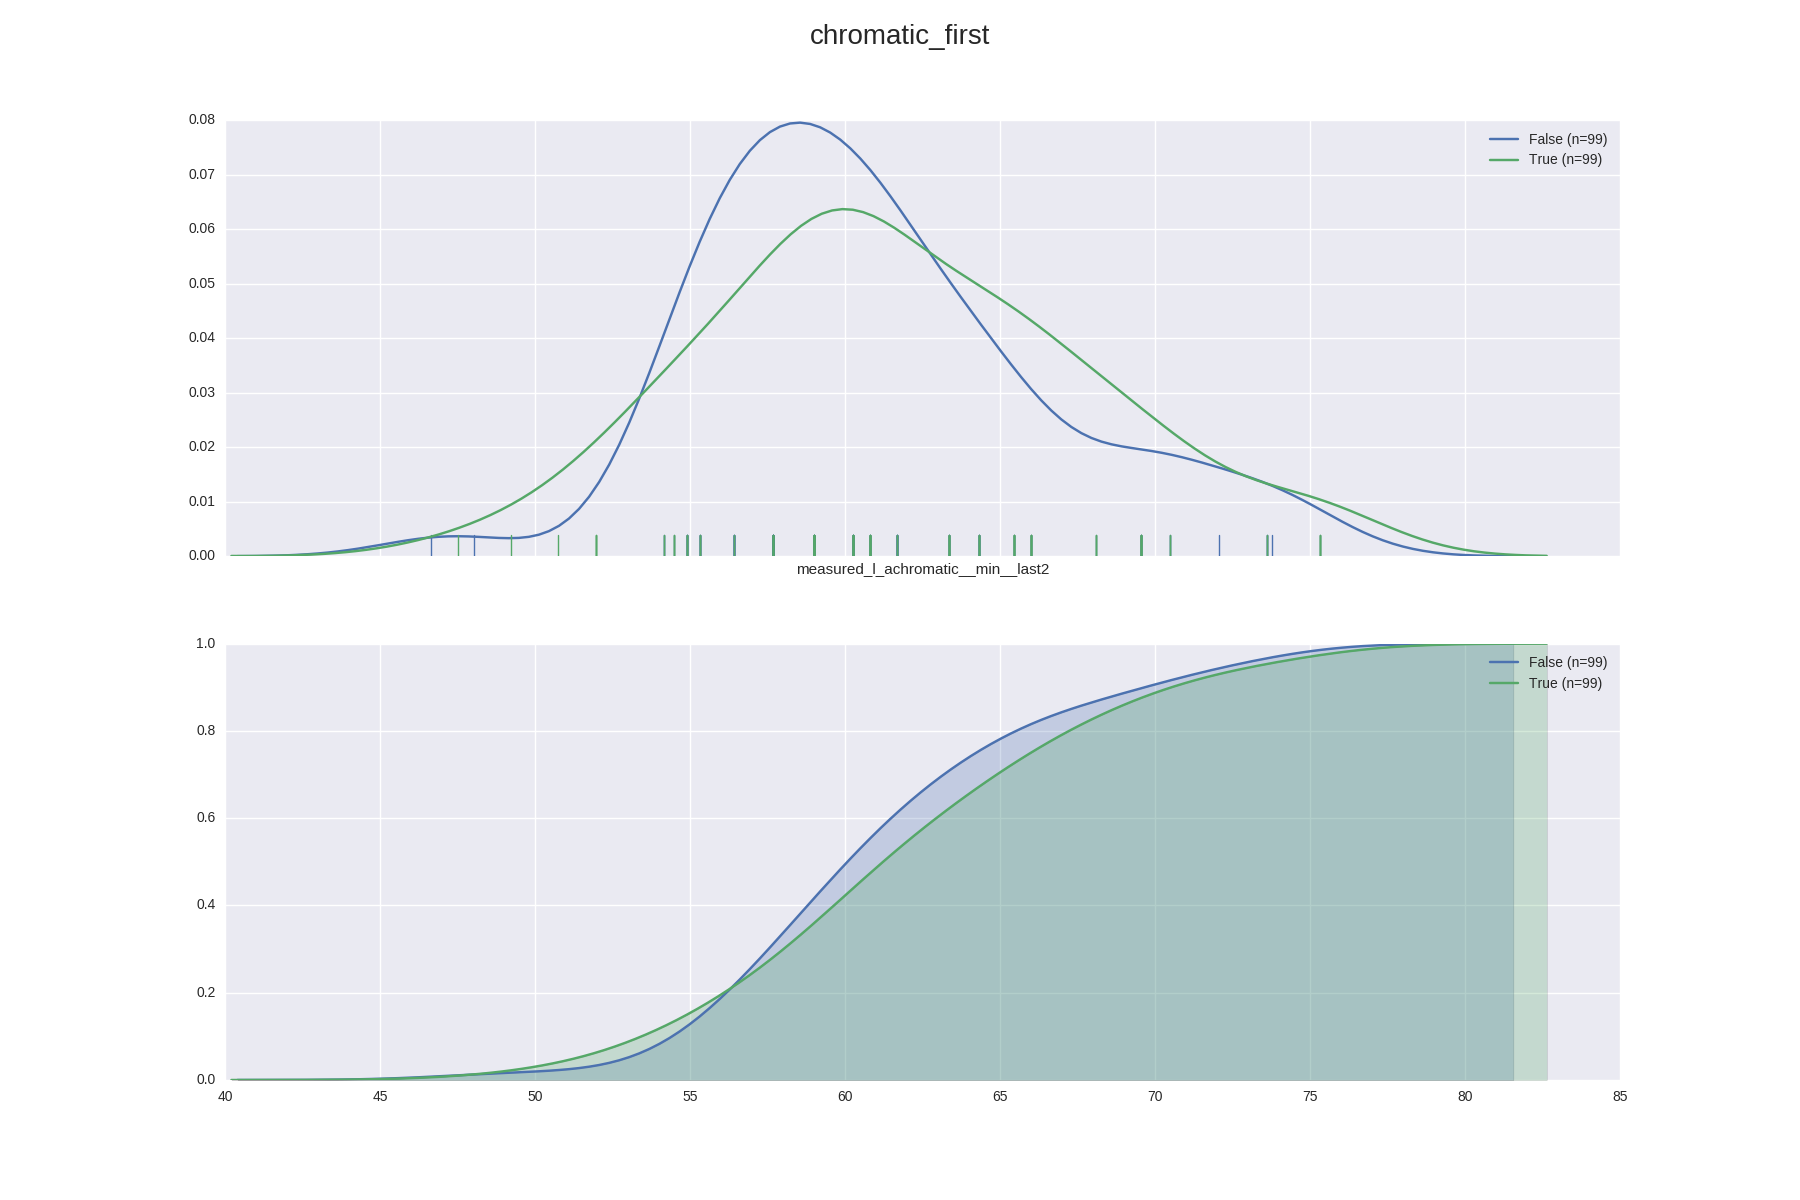 chromatic_first
0.08
0.07
0.06
0.05
0.04
0.03
0.02
0.01
0.00
False (n=99)
True (n=99)
measured_l_achromatic__min__last2
1.0
0.8
0.6
0.4
0.2
0.0
False (n=99)
True (n=99)
40 45 50 55 60 65 70 75 80 85